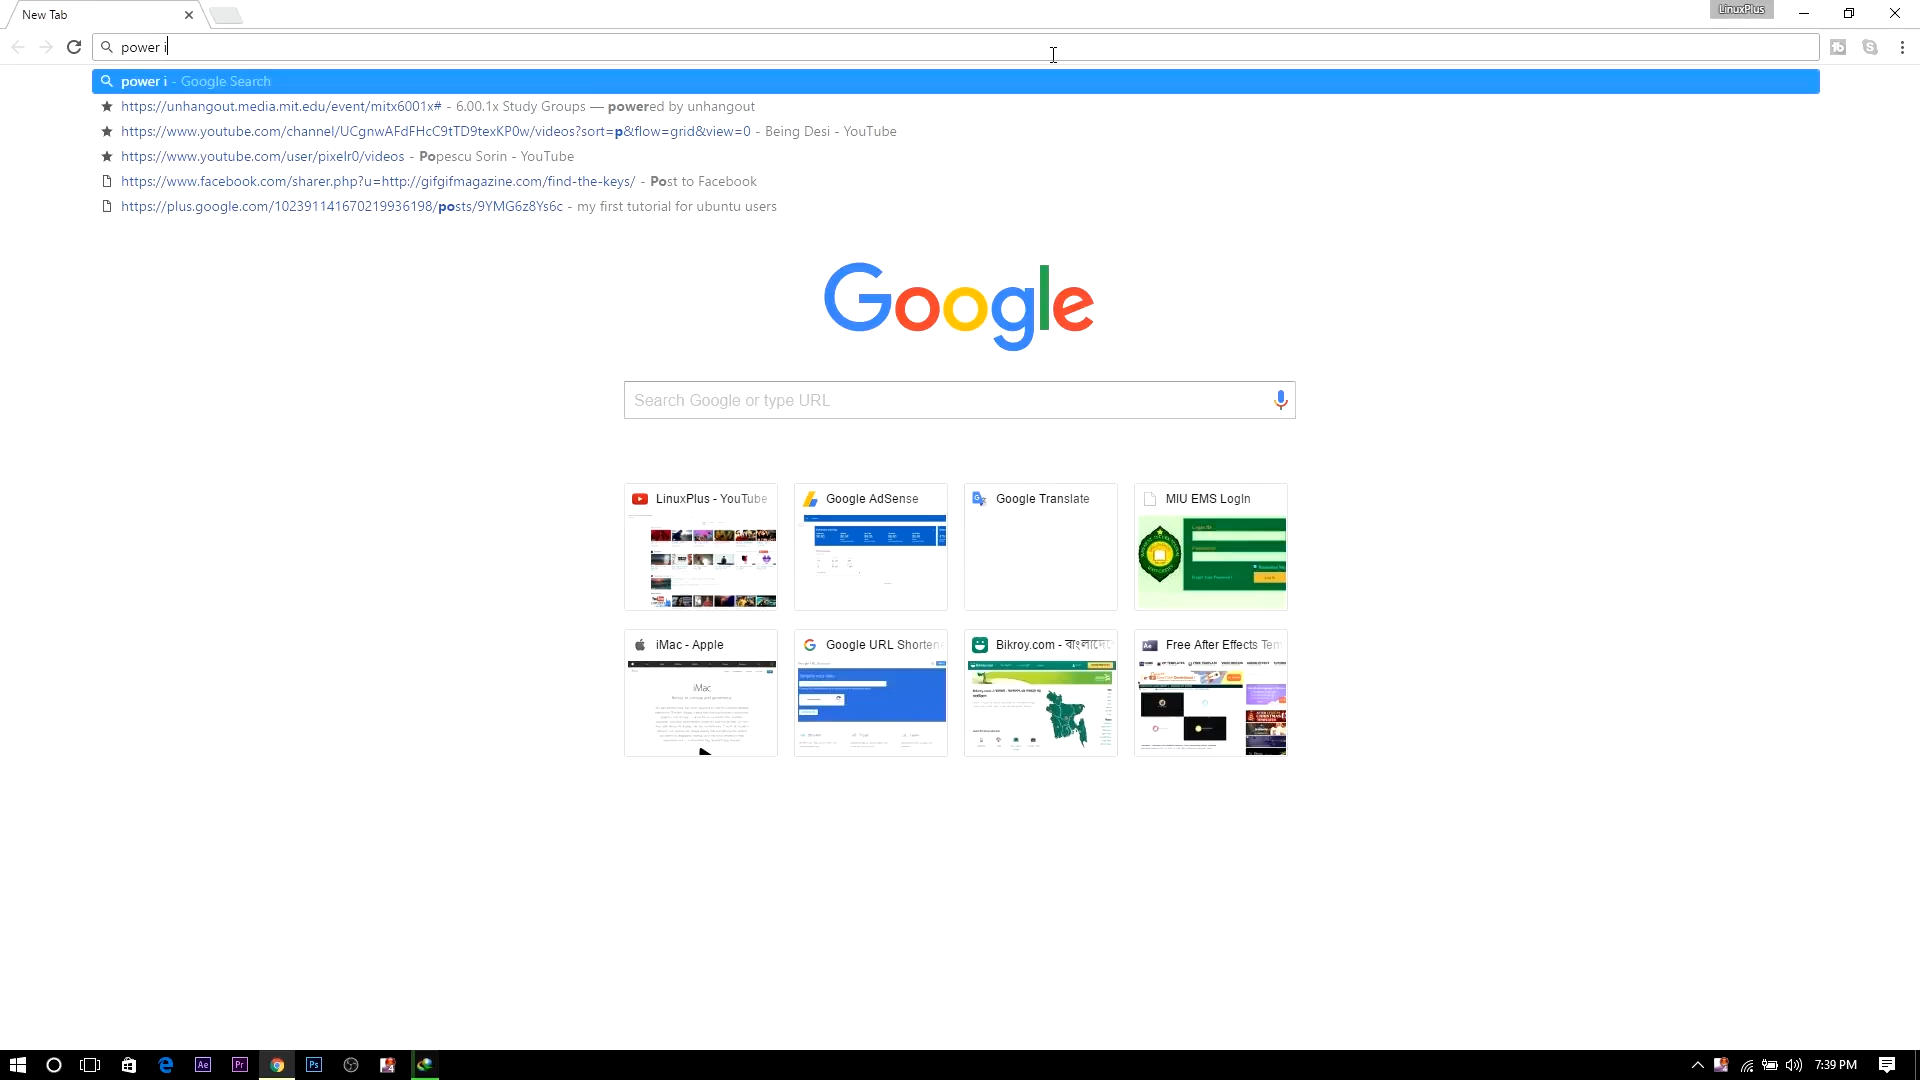 New Tab
LinuxPlus
power i
power i - Google Search
https://unhangout.media.mit.edu/event/mitx6001x# - 6.00.1x Study Groups — powered by unhangout
https://www.youtube.com/channel/UCgnwAFdFHcC9tTD9texKP0w/videos?sort=p&flow=grid&view=0 - Being Desi - YouTube
https://www.youtube.com/user/pixelr0/videos - Popescu Sorin - YouTube
https://www.facebook.com/sharer.php?u=http://gifgifmagazine.com/find-the-keys/ - Post to Facebook
https://plus.google.com/102391141670219936198/posts/9YMG6z8Ys6c - my first tutorial for ubuntu users
Google
Search Google or type URL
LinuxPlus - YouTube
Google AdSense
Google Translate
MIU EMS LogIn
iMac - Apple
Google URL Shorten
Bikroy.com - বাংলাদে
Free After Effects Tem
iMac
Ae
Pr
Ps
7:39 PM